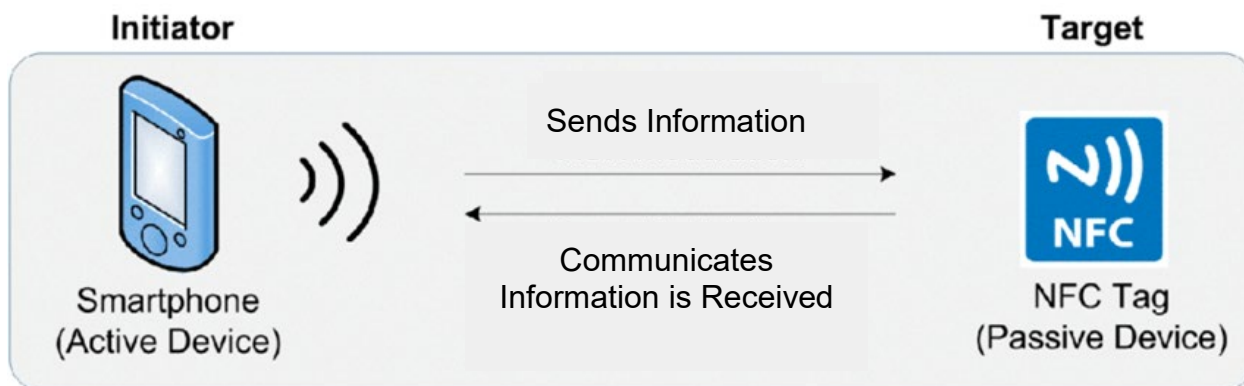 Initiator
Target
Sends Information
Communicates
Information is Received
NFC
Smartphone
(Active Device)
NFC Tag
(Passive Device)